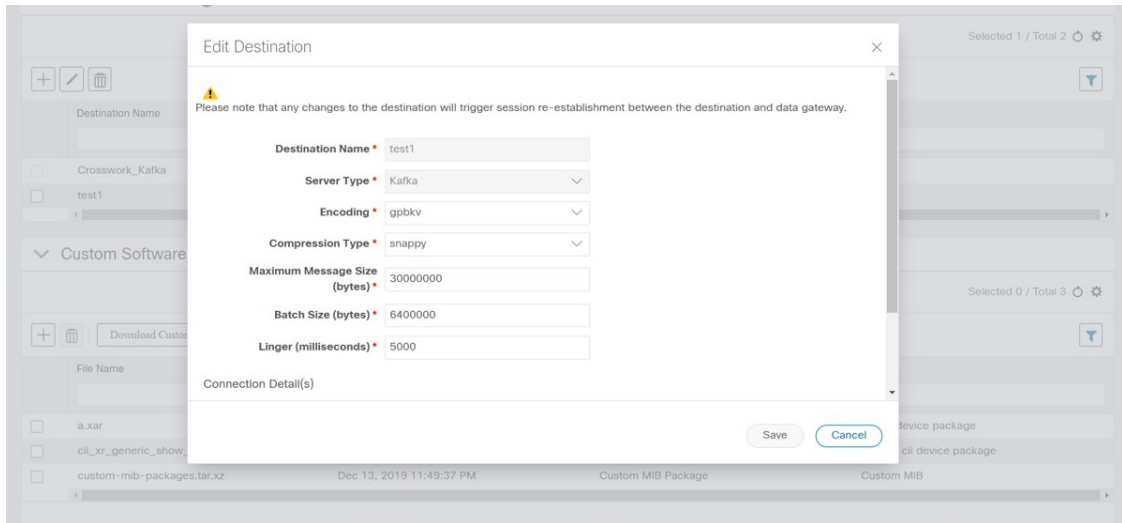 Edit Destination
Selected 1 / Total 2
Please note that any changes to the destination will trigger session re-establishment between the destination and data gateway.
Destination Name
Destination Name * test1
Server Type * Kafka
Crosswork_Kafka
test1
Encoding * gpbkv
Compression Type * snappy
Custom Software
Maximum Message Size
(bytes) * 30000000
Selected 0 / Total 3
Batch Size (bytes) * 6400000
Download Custor
Linger (milliseconds) * 5000
File Name
Connection Detail(s)
a.xar
device package
Save
Cancel
cli_xr_generic_show_
cli device package
custom-mib-packages.tar.xz Dec 13, 2019 11:49:37 PM Custom MIB Package Custom MIB